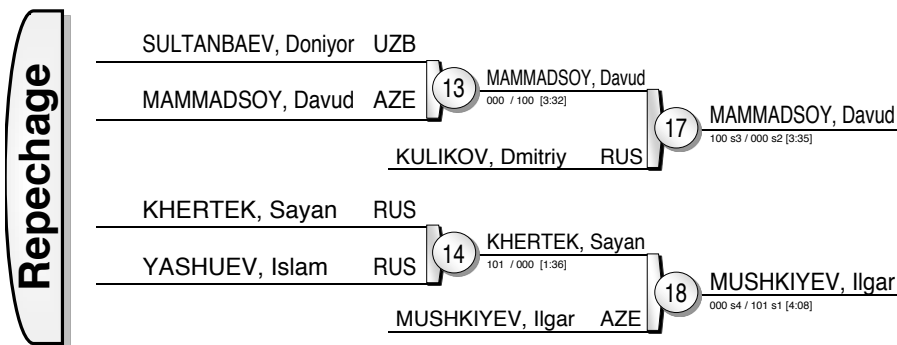 Repechage
SULTANBAEV, Doniyor UZB
MAMMADSOY, Davud AZE
13
MAMMADSOY, Davud
000 / 100 [3:32]
KULIKOV, Dmitriy RUS
17
MAMMADSOY, Davud
100 s3 / 000 s2 [3:35]
KHERTEK, Sayan RUS
YASHUEV, Islam RUS
14
KHERTEK, Sayan
101 / 000 [1:36]
MUSHKIYEV, Ilgar AZE
18
MUSHKIYEV, Ilgar
000 s4 / 101 s1 [4:08]